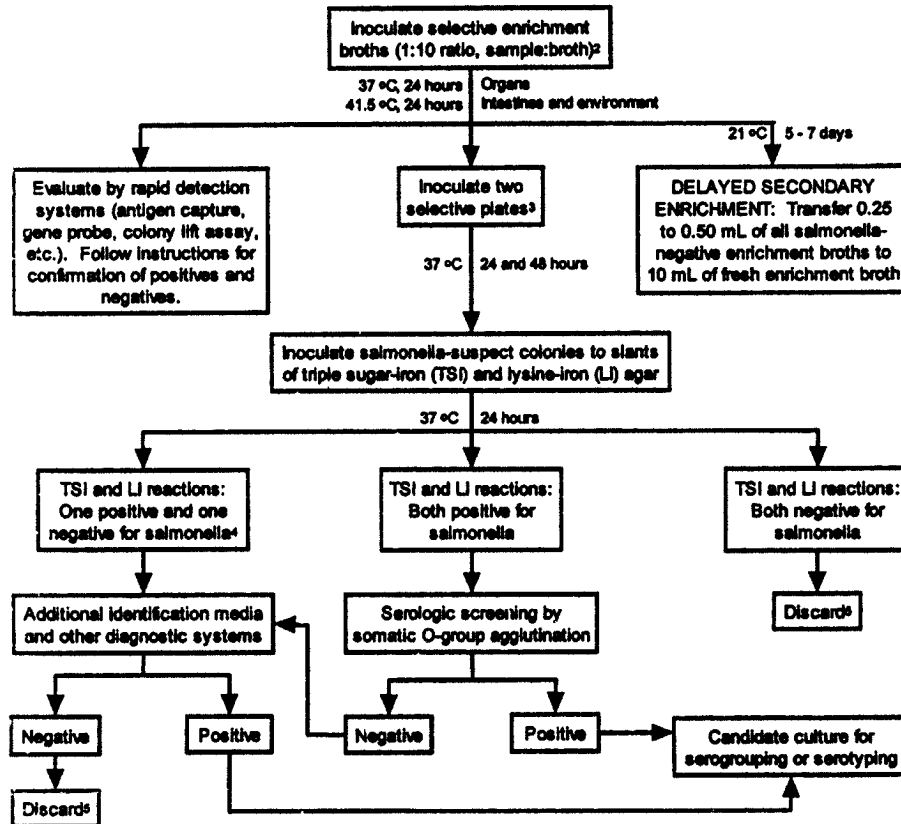 Inoculate selective enrichment
broths (1:10 ratio, sample:broth)²
37 ºC, 24 hours Organs
41.5 ºC, 24 hours Intestines and environment
21 ºC 5 - 7 days
Evaluate by rapid detection
systems (antigen capture,
gene probe, colony lift assay,
etc.). Follow instructions for
confirmation of positives and
negatives.
Inoculate two
selective plates³
DELAYED SECONDARY
ENRICHMENT: Transfer 0.25
to 0.50 mL of all salmonella-
negative enrichment broths to
10 mL of fresh enrichment broth
37 ºC 24 and 48 hours
Inoculate salmonella-suspect colonies to slants
of triple sugar-iron (TSI) and lysine-iron (LI) agar
37 ºC 24 hours
TSI and LI reactions:
One positive and one
negative for salmonella⁴
TSI and LI reactions:
Both positive for
salmonella
TSI and LI reactions:
Both negative for
salmonella
Additional identification media
and other diagnostic systems
Serologic screening by
somatic O-group agglutination
Discard⁵
Negative
Positive
Negative
Positive
Candidate culture for
serogrouping or serotyping
Discard⁵